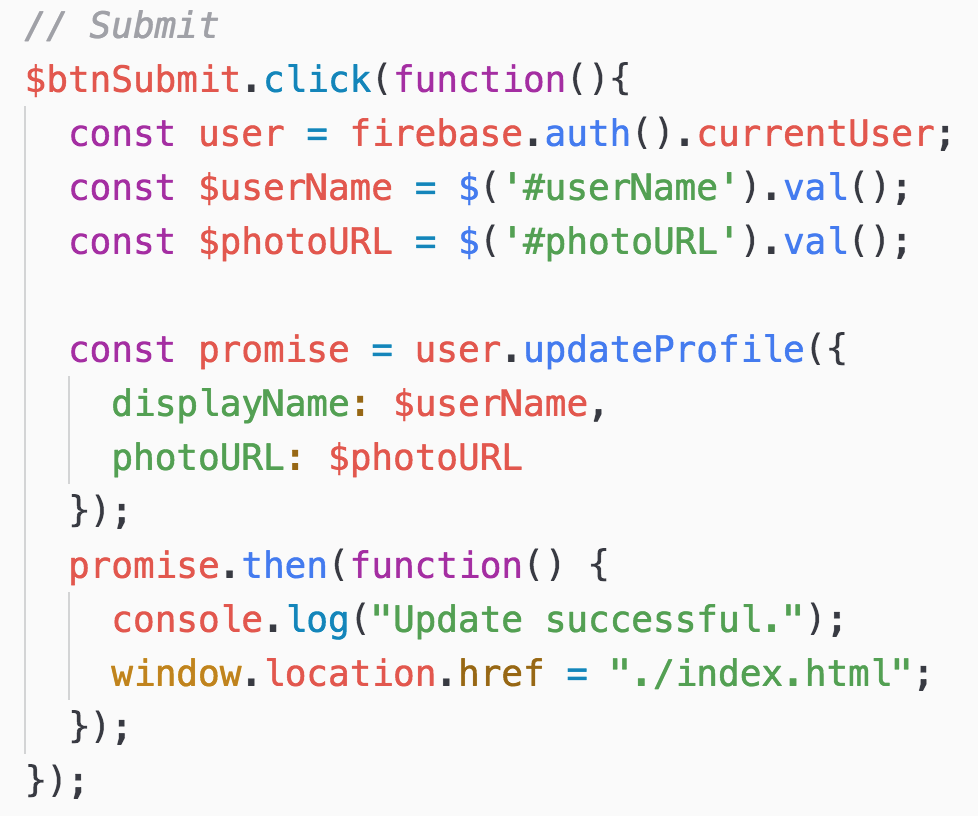 // Submit
$btnSubmit.click(function(){
  const user = firebase.auth().currentUser;
  const $userName = $('#userName').val();
  const $photoURL = $('#photoURL').val();

  const promise = user.updateProfile({
    displayName: $userName,
    photoURL: $photoURL
  });
  promise.then(function() {
    console.log("Update successful.");
    window.location.href = "./index.html";
  });
});